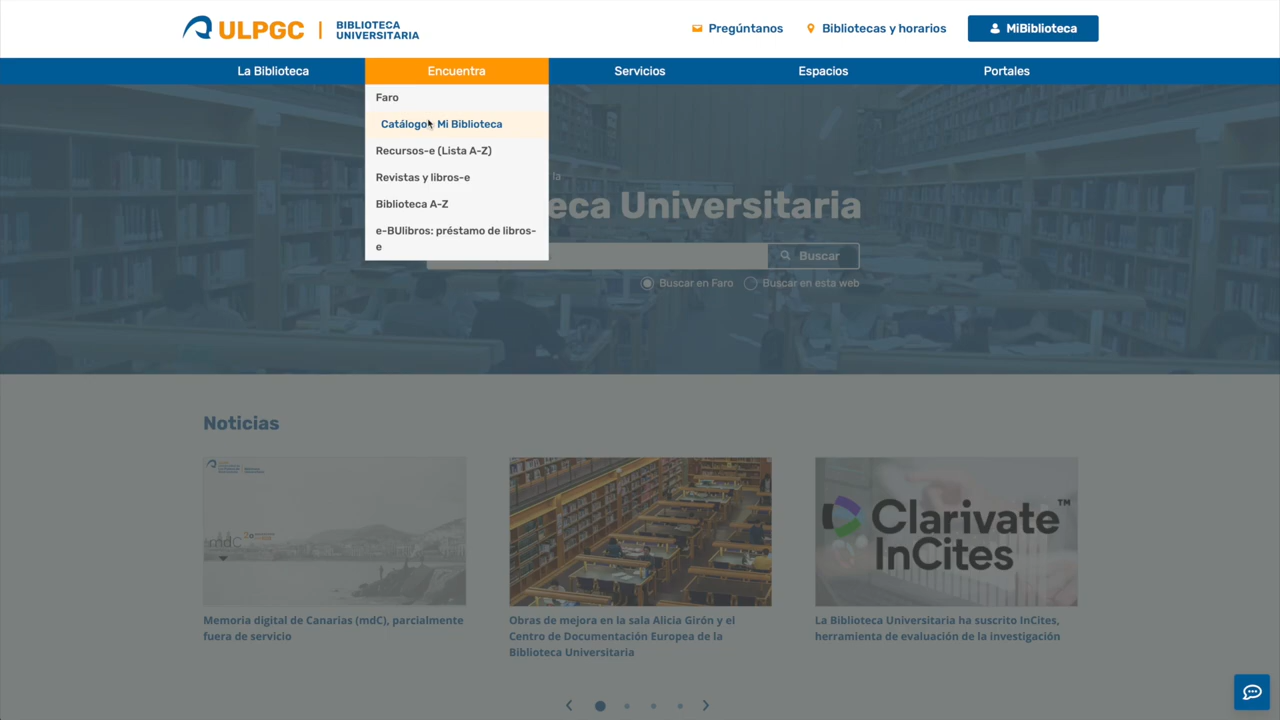 ULPGC
BIBLIOTECA
UNIVERSITARIA
Pregúntanos
Bibliotecas y horarios
MiBiblioteca
La Biblioteca
Encuentra
Servicios
Espacios
Portales
Faro
Catálogo Mi Biblioteca
Recursos-e (Lista A-Z)
Revistas y libros-e
Biblioteca A-Z
e-BUlibros: préstamo de libros-
e
la
eca Universitaria
Buscar
Buscar en Faro
Buscar en esta web
Noticias
mdC
Clarivate™
InCites
Memoria digital de Canarias (mdC), parcialmente
fuera de servicio
Obras de mejora en la sala Alicia Girón y el
Centro de Documentación Europea de la
Biblioteca Universitaria
La Biblioteca Universitaria ha suscrito InCites,
herramienta de evaluación de la investigación